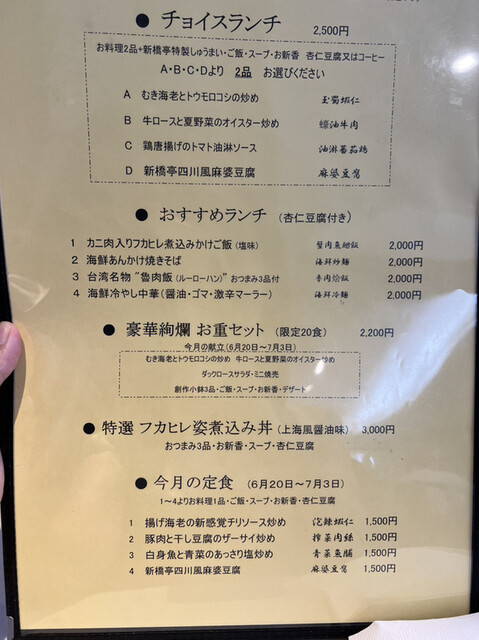 ● チョイスランチ 2,500円
お料理2品+新橋亭特製しゅうまい・ご飯・スープ・お新香 杏仁豆腐又はコーヒー
A・B・C・Dより 2品 お選びください
A むき海老とトウモロコシの炒め 玉蜀蝦仁
B 牛ロースと夏野菜のオイスター炒め 蠔油牛肉
C 鶏唐揚げのトマト油淋ソース 油淋蕃茄鶏
D 新橋亭四川風麻婆豆腐 麻婆豆腐
● おすすめランチ (杏仁豆腐付き)
1 カニ肉入りフカヒレ煮込みかけご飯(塩味) 蟹肉魚翅飯 2,000円
2 海鮮あんかけ焼きそば 海鮮炒麺 2,000円
3 台湾名物"魯肉飯(ルーローハン)"おつまみ3品付 2,000円
4 海鮮冷やし中華(醤油・ゴマ・激辛マーラー) 海鮮冷麺 2,000円
● 豪華絢爛 お重セット (限定20食) 2,200円
今月の献立(6月20日〜7月3日)
むき海老とトウモロコシの炒め 牛ロースと夏野菜のオイスター炒め
ダックロースサラダ・ミニ焼売
創作小鉢3品・ご飯・スープ・お新香・デザート
● 特選 フカヒレ姿煮込み丼(上海風醤油味) 3,000円
おつまみ3品・お新香・スープ・杏仁豆腐
● 今月の定食 (6月20日〜7月3日)
1〜4よりお料理1品・ご飯・スープ・お新香・杏仁豆腐
1 揚げ海老の新感覚チリソース炒め 泡辣蝦仁 1,500円
2 豚肉と干し豆腐のザーサイ炒め 搾菜肉絲 1,500円
3 白身魚と青菜のあっさり塩炒め 青菜魚脯 1,500円
4 新橋亭四川風麻婆豆腐 麻婆豆腐 1,500円